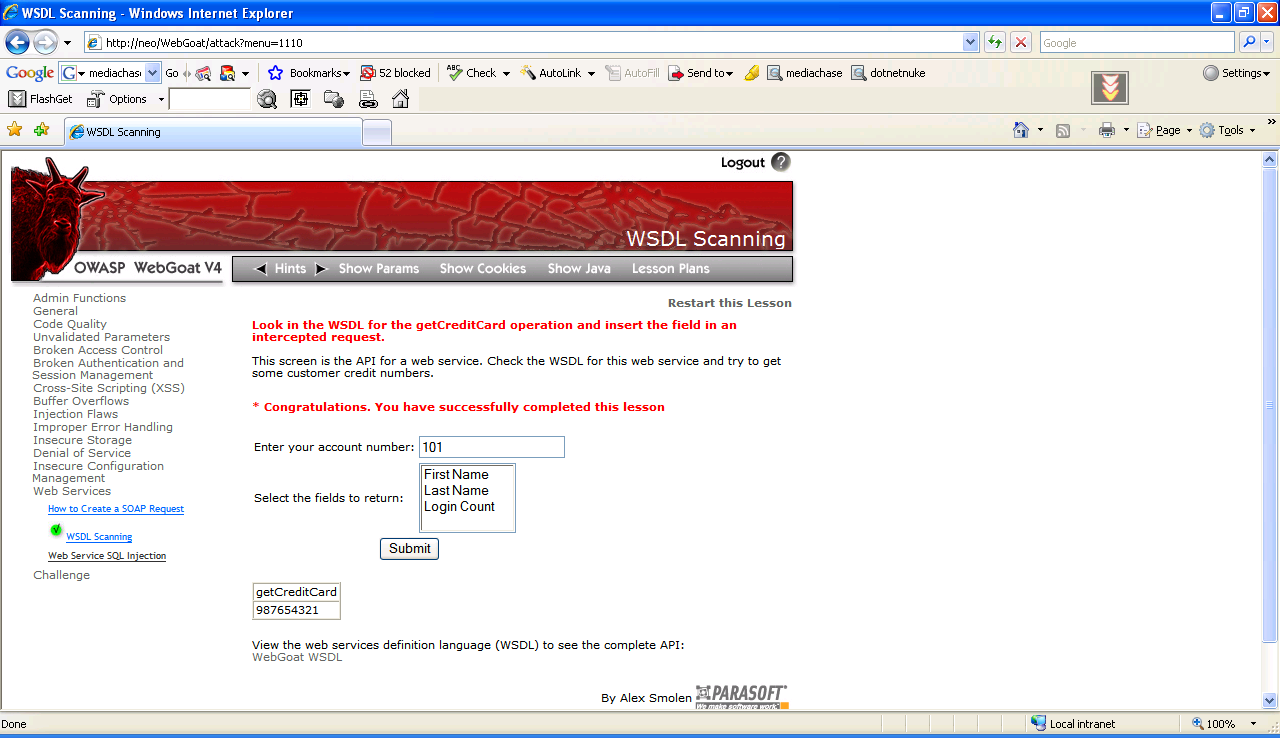 WSDL Scanning - Windows Internet Explorer
http://neo/WebGoat/attack?menu=1110
Google
Google G mediachas Go Bookmarks 52 blocked ABC Check AutoLink AutoFill Send to mediachase dotnetnuke Settings
FlashGet Options
WSDL Scanning
Page Tools
Logout ?
WSDL Scanning
OWASP WebGoat V4
Hints Show Params Show Cookies Show Java Lesson Plans
Restart this Lesson
Admin Functions
General
Code Quality
Unvalidated Parameters
Broken Access Control
Broken Authentication and
Session Management
Cross-Site Scripting (XSS)
Buffer Overflows
Injection Flaws
Improper Error Handling
Insecure Storage
Denial of Service
Insecure Configuration
Management
Web Services
How to Create a SOAP Request
WSDL Scanning
Web Service SQL Injection
Challenge
Look in the WSDL for the getCreditCard operation and insert the field in an
intercepted request.
This screen is the API for a web service. Check the WSDL for this web service and try to get
some customer credit numbers.
* Congratulations. You have successfully completed this lesson
Enter your account number: 101
Select the fields to return:
First Name
Last Name
Login Count
Submit
getCreditCard
987654321
View the web services definition language (WSDL) to see the complete API:
WebGoat WSDL
By Alex Smolen PARASOFT
We make software work.
Done Local intranet 100%